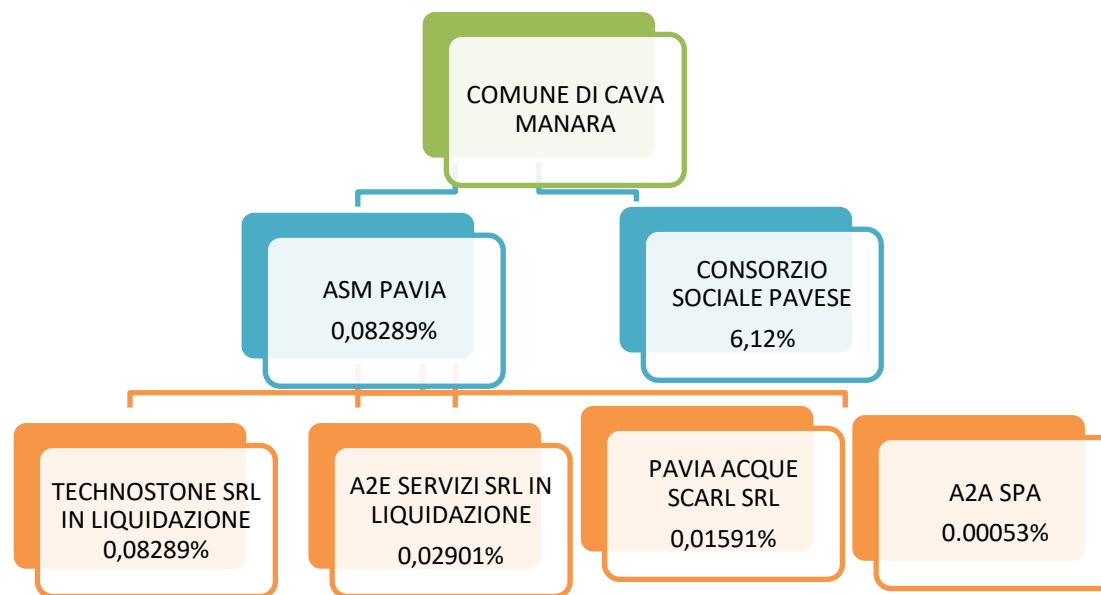 COMUNE DI CAVA
MANARA
ASM PAVIA
0,08289%
CONSORZIO
SOCIALE PAVESE
6,12%
TECHNOSTONE SRL
IN LIQUIDAZIONE
0,08289%
A2E SERVIZI SRL IN
LIQUIDAZIONE
0,02901%
PAVIA ACQUE
SCARL SRL
0,01591%
A2A SPA
0.00053%